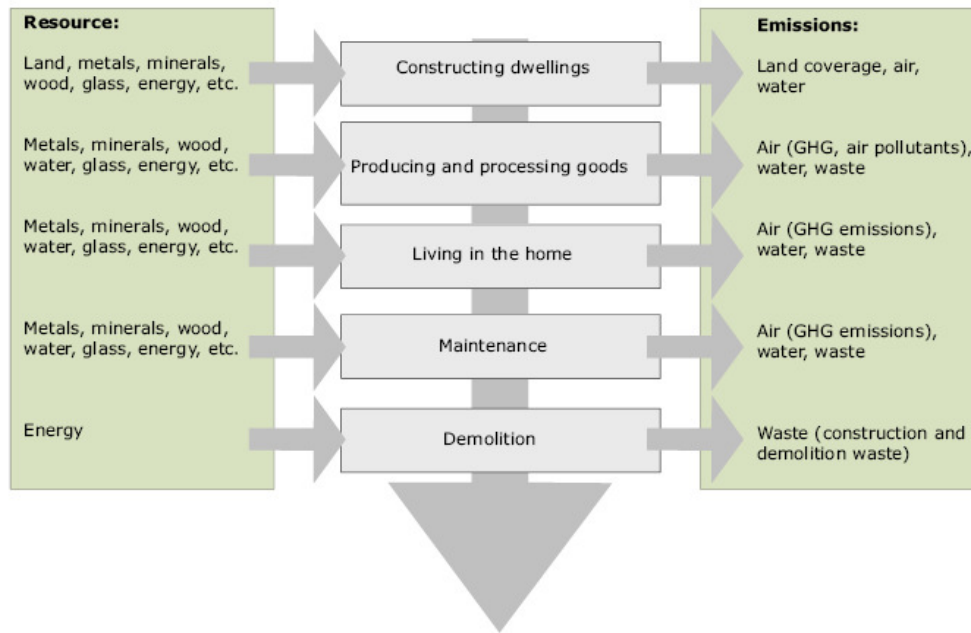 Resource:
Emissions:
Land, metals, minerals,
wood, glass, energy, etc.
Constructing dwellings
Land coverage, air,
water
Metals, minerals, wood,
water, glass, energy, etc.
Producing and processing goods
Air (GHG, air pollutants),
water, waste
Metals, minerals, wood,
water, glass, energy, etc.
Living in the home
Air (GHG emissions),
water, waste
Metals, minerals, wood,
water, glass, energy, etc.
Maintenance
Air (GHG emissions),
water, waste
Energy
Demolition
Waste (construction and
demolition waste)